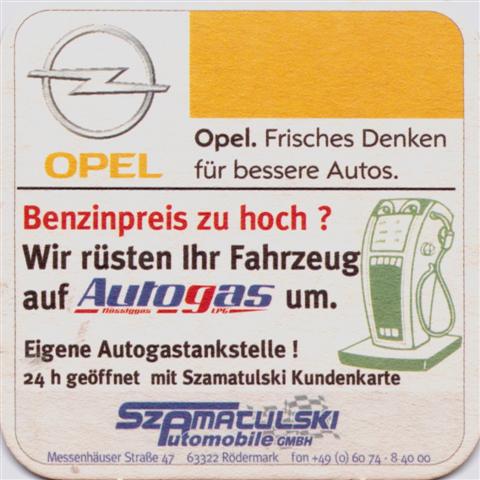 OPEL
Opel. Frisches Denken
für bessere Autos.
Benzinpreis zu hoch ?
Wir rüsten Ihr Fahrzeug
auf Autogas um.
flüssiggas LPG
Eigene Autogastankstelle !
24 h geöffnet mit Szamatulski Kundenkarte
SZAMATULSKI
Automobile GMBH
Messenhäuser Straße 47 63322 Rödermark fon +49 (0) 60 74 - 8 40 00